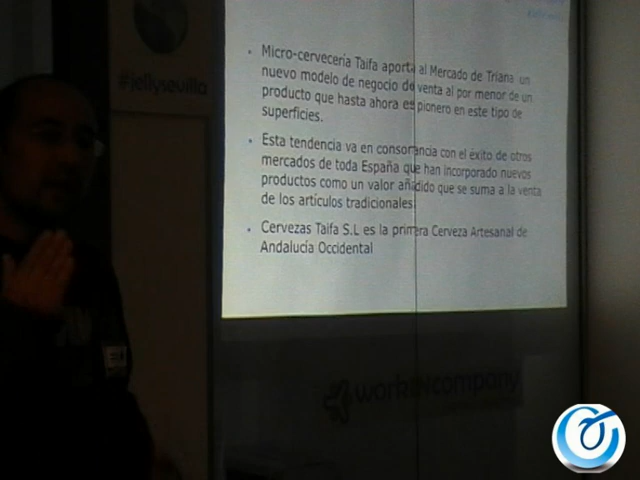 #jellysevilla
Micro-cervecería Taifa aporta al Mercado de Triana un
nuevo modelo de negocio de venta al por menor de un
producto que hasta ahora es pionero en este tipo de
superficies.
Esta tendencia va en consonancia con el éxito de otros
mercados de toda España que han incorporado nuevos
productos como un valor añadido que se suma a la venta
de los artículos tradicionales
Cervezas Taifa S.L es la primera Cerveza Artesanal de
Andalucía Occidental
workINcompany